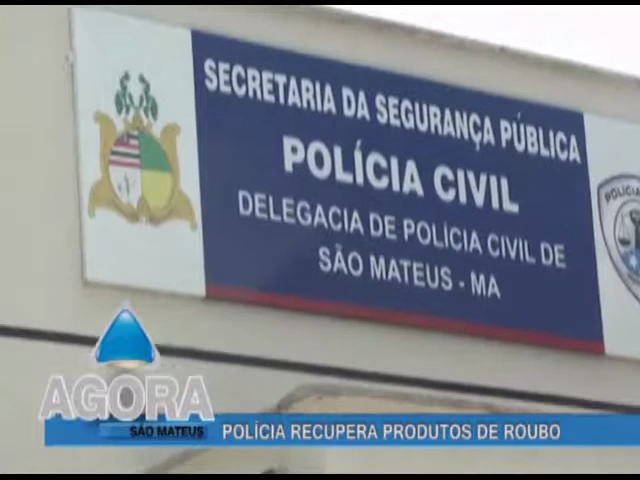 SECRETARIA DA SEGURANÇA PÚBLICA
POLÍCIA CIVIL
DELEGACIA DE POLÍCIA CIVIL DE
SÃO MATEUS - MA
POLICIA
AGORA
SÃO MATEUS
POLÍCIA RECUPERA PRODUTOS DE ROUBO